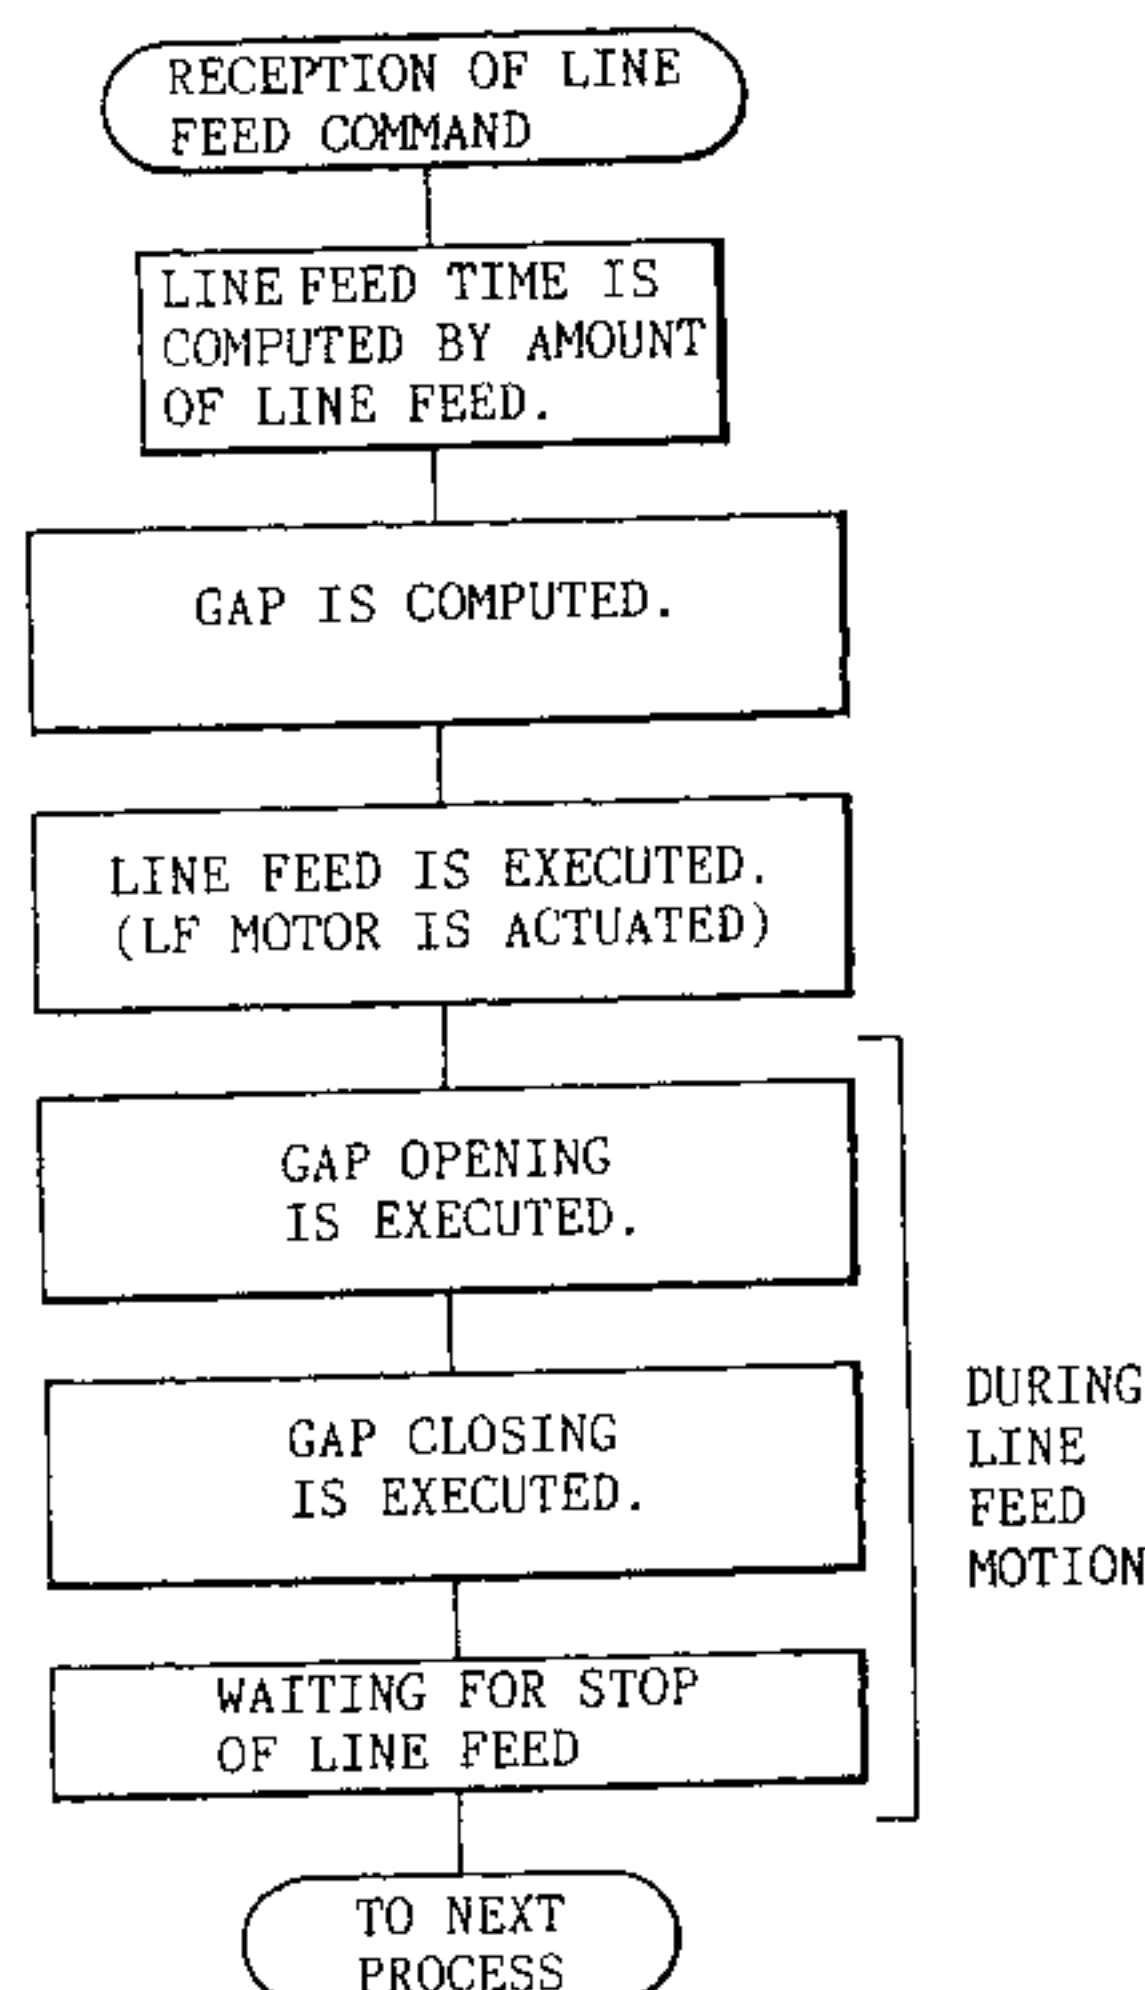 RECEPTION OF LINE
FEED COMMAND
LINE FEED TIME IS
COMPUTED BY AMOUNT
OF LINE FEED.
GAP IS COMPUTED.
LINE FEED IS EXECUTED.
(LF MOTOR IS ACTUATED)
GAP OPENING
IS EXECUTED.
GAP CLOSING
IS EXECUTED.
DURING
LINE
FEED
MOTION
WAITING FOR STOP
OF LINE FEED
TO NEXT
PROCESS